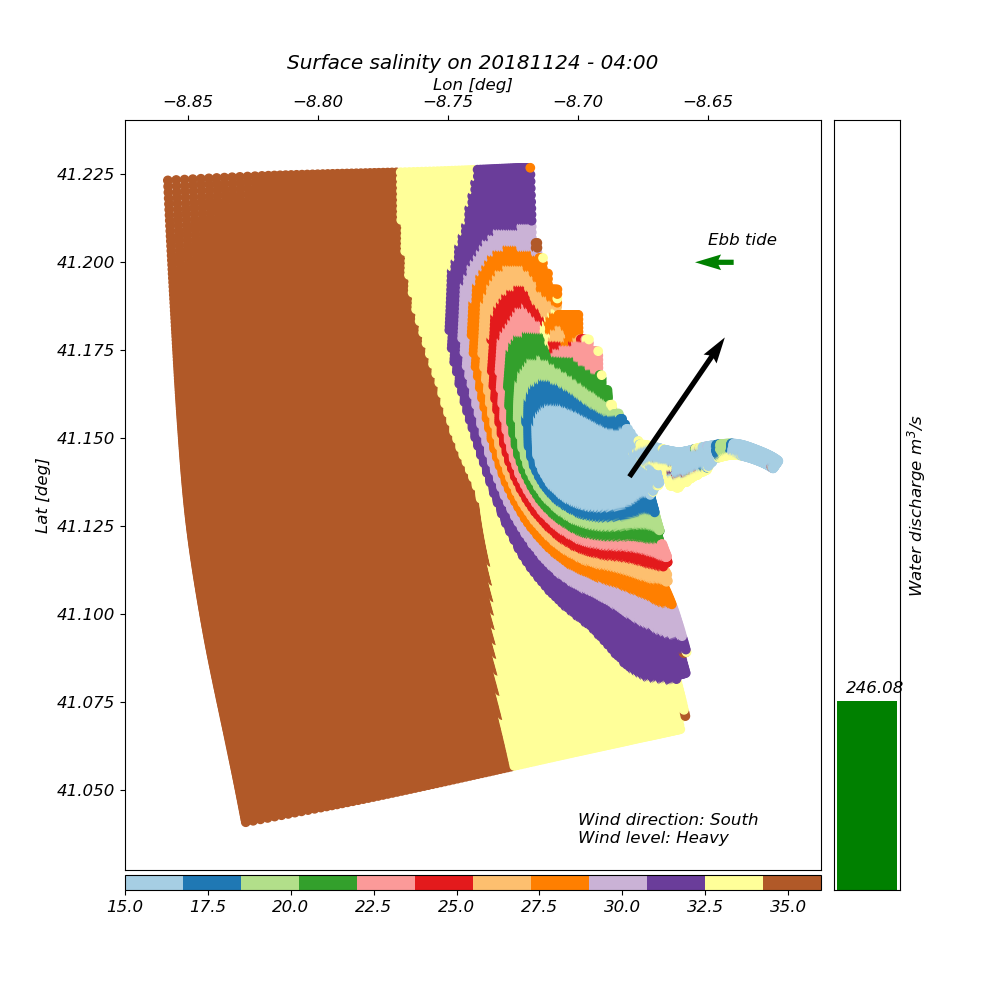 Surface salinity on 20181124 - 04:00
Lon [deg]
−8.85 −8.80 −8.75 −8.70 −8.65
41.225
41.200
41.175
41.150
41.125
41.100
41.075
41.050
Lat [deg]
Ebb tide
Wind direction: South
Wind level: Heavy
15.0 17.5 20.0 22.5 25.0 27.5 30.0 32.5 35.0
246.08
Water discharge m³/s